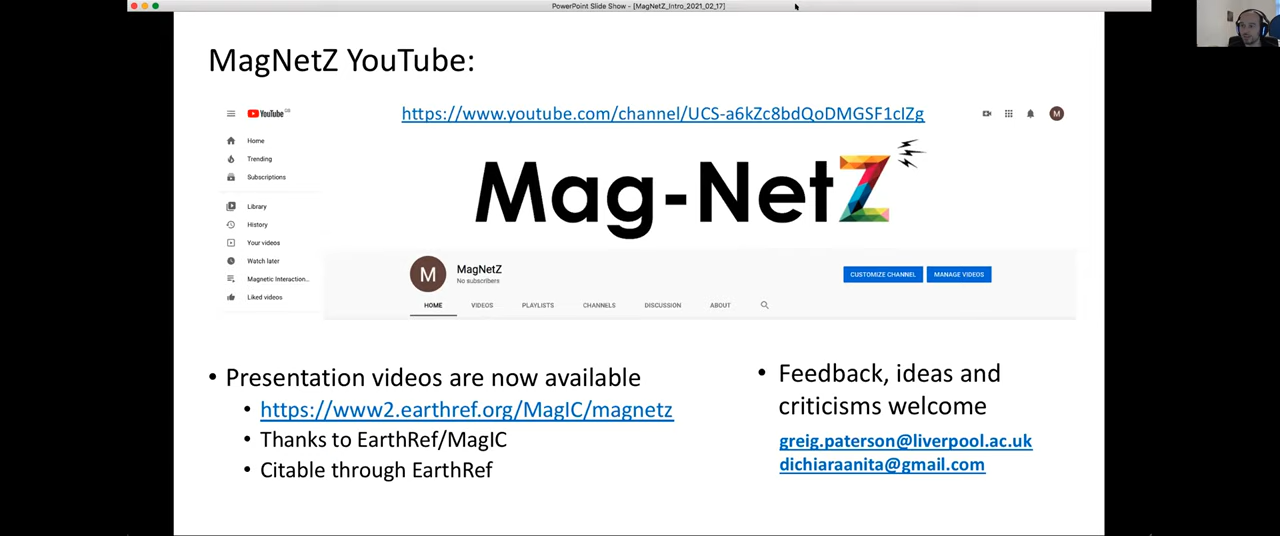 PowerPoint Slide Show - [MagNetZ_Intro_2021_02_17]
MagNetZ YouTube:
YouTube GB
https://www.youtube.com/channel/UCS-a6kZc8bdQoDMGSF1cIZg
M
Home
Trending
Subscriptions
Library
History
Your videos
Watch later
Magnetic Interaction...
Liked videos
Mag-NetZ
M
MagNetZ
No subscribers
CUSTOMIZE CHANNEL
MANAGE VIDEOS
HOME VIDEOS PLAYLISTS CHANNELS DISCUSSION ABOUT
• Presentation videos are now available
• https://www2.earthref.org/MagIC/magnetz
• Thanks to EarthRef/MagIC
• Citable through EarthRef
• Feedback, ideas and
criticisms welcome
greig.paterson@liverpool.ac.uk
dichiaraanita@gmail.com